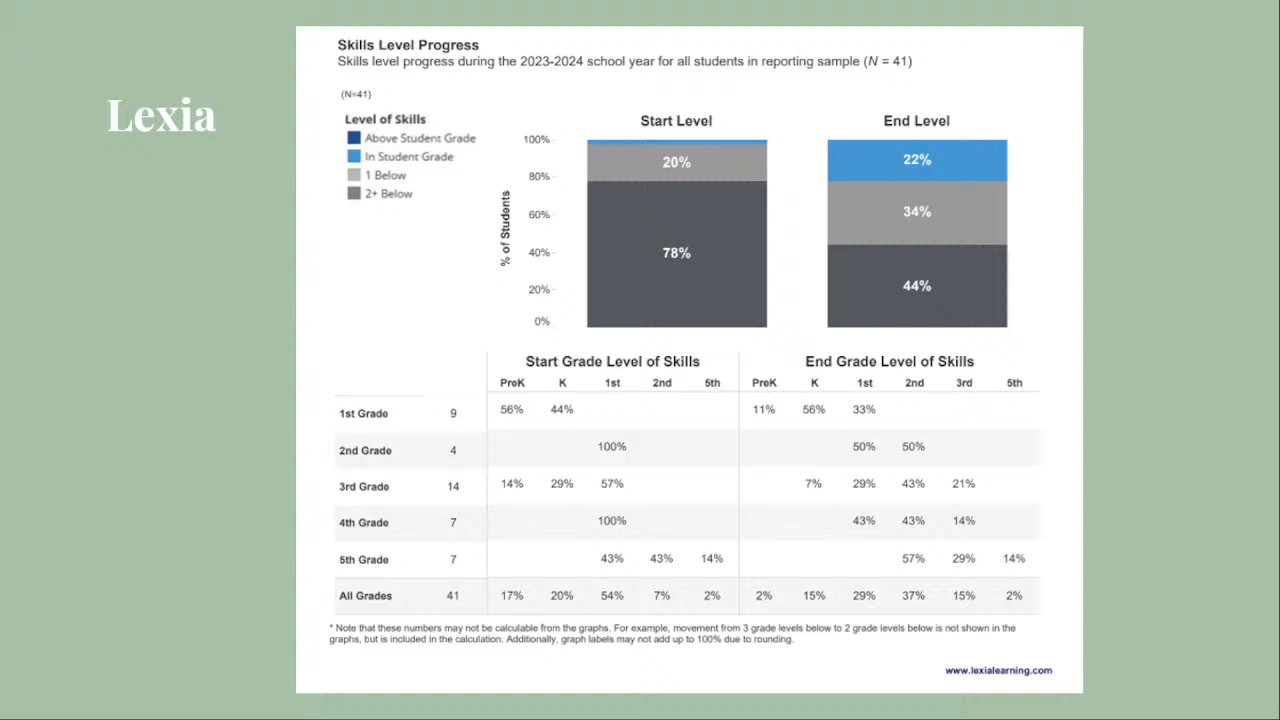 Lexia
Skills Level Progress
Skills level progress during the 2023-2024 school year for all students in reporting sample (N = 41)
(N=41)
Level of Skills
Above Student Grade
In Student Grade
1 Below
2+ Below
% of Students
100%
80%
60%
40%
20%
0%
Start Level
20%
78%
End Level
22%
34%
44%
Start Grade Level of Skills End Grade Level of Skills
PreK K 1st 2nd 5th PreK K 1st 2nd 3rd 5th
1st Grade 9 56% 44% 11% 56% 33%
2nd Grade 4 100% 50% 50%
3rd Grade 14 14% 29% 57% 7% 29% 43% 21%
4th Grade 7 100% 43% 43% 14%
5th Grade 7 43% 43% 14% 57% 29% 14%
All Grades 41 17% 20% 54% 7% 2% 2% 15% 29% 37% 15% 2%
* Note that these numbers may not be calculable from the graphs. For example, movement from 3 grade levels below to 2 grade levels below is not shown in the
graphs, but is included in the calculation. Additionally, graph labels may not add up to 100% due to rounding.
www.lexialearning.com